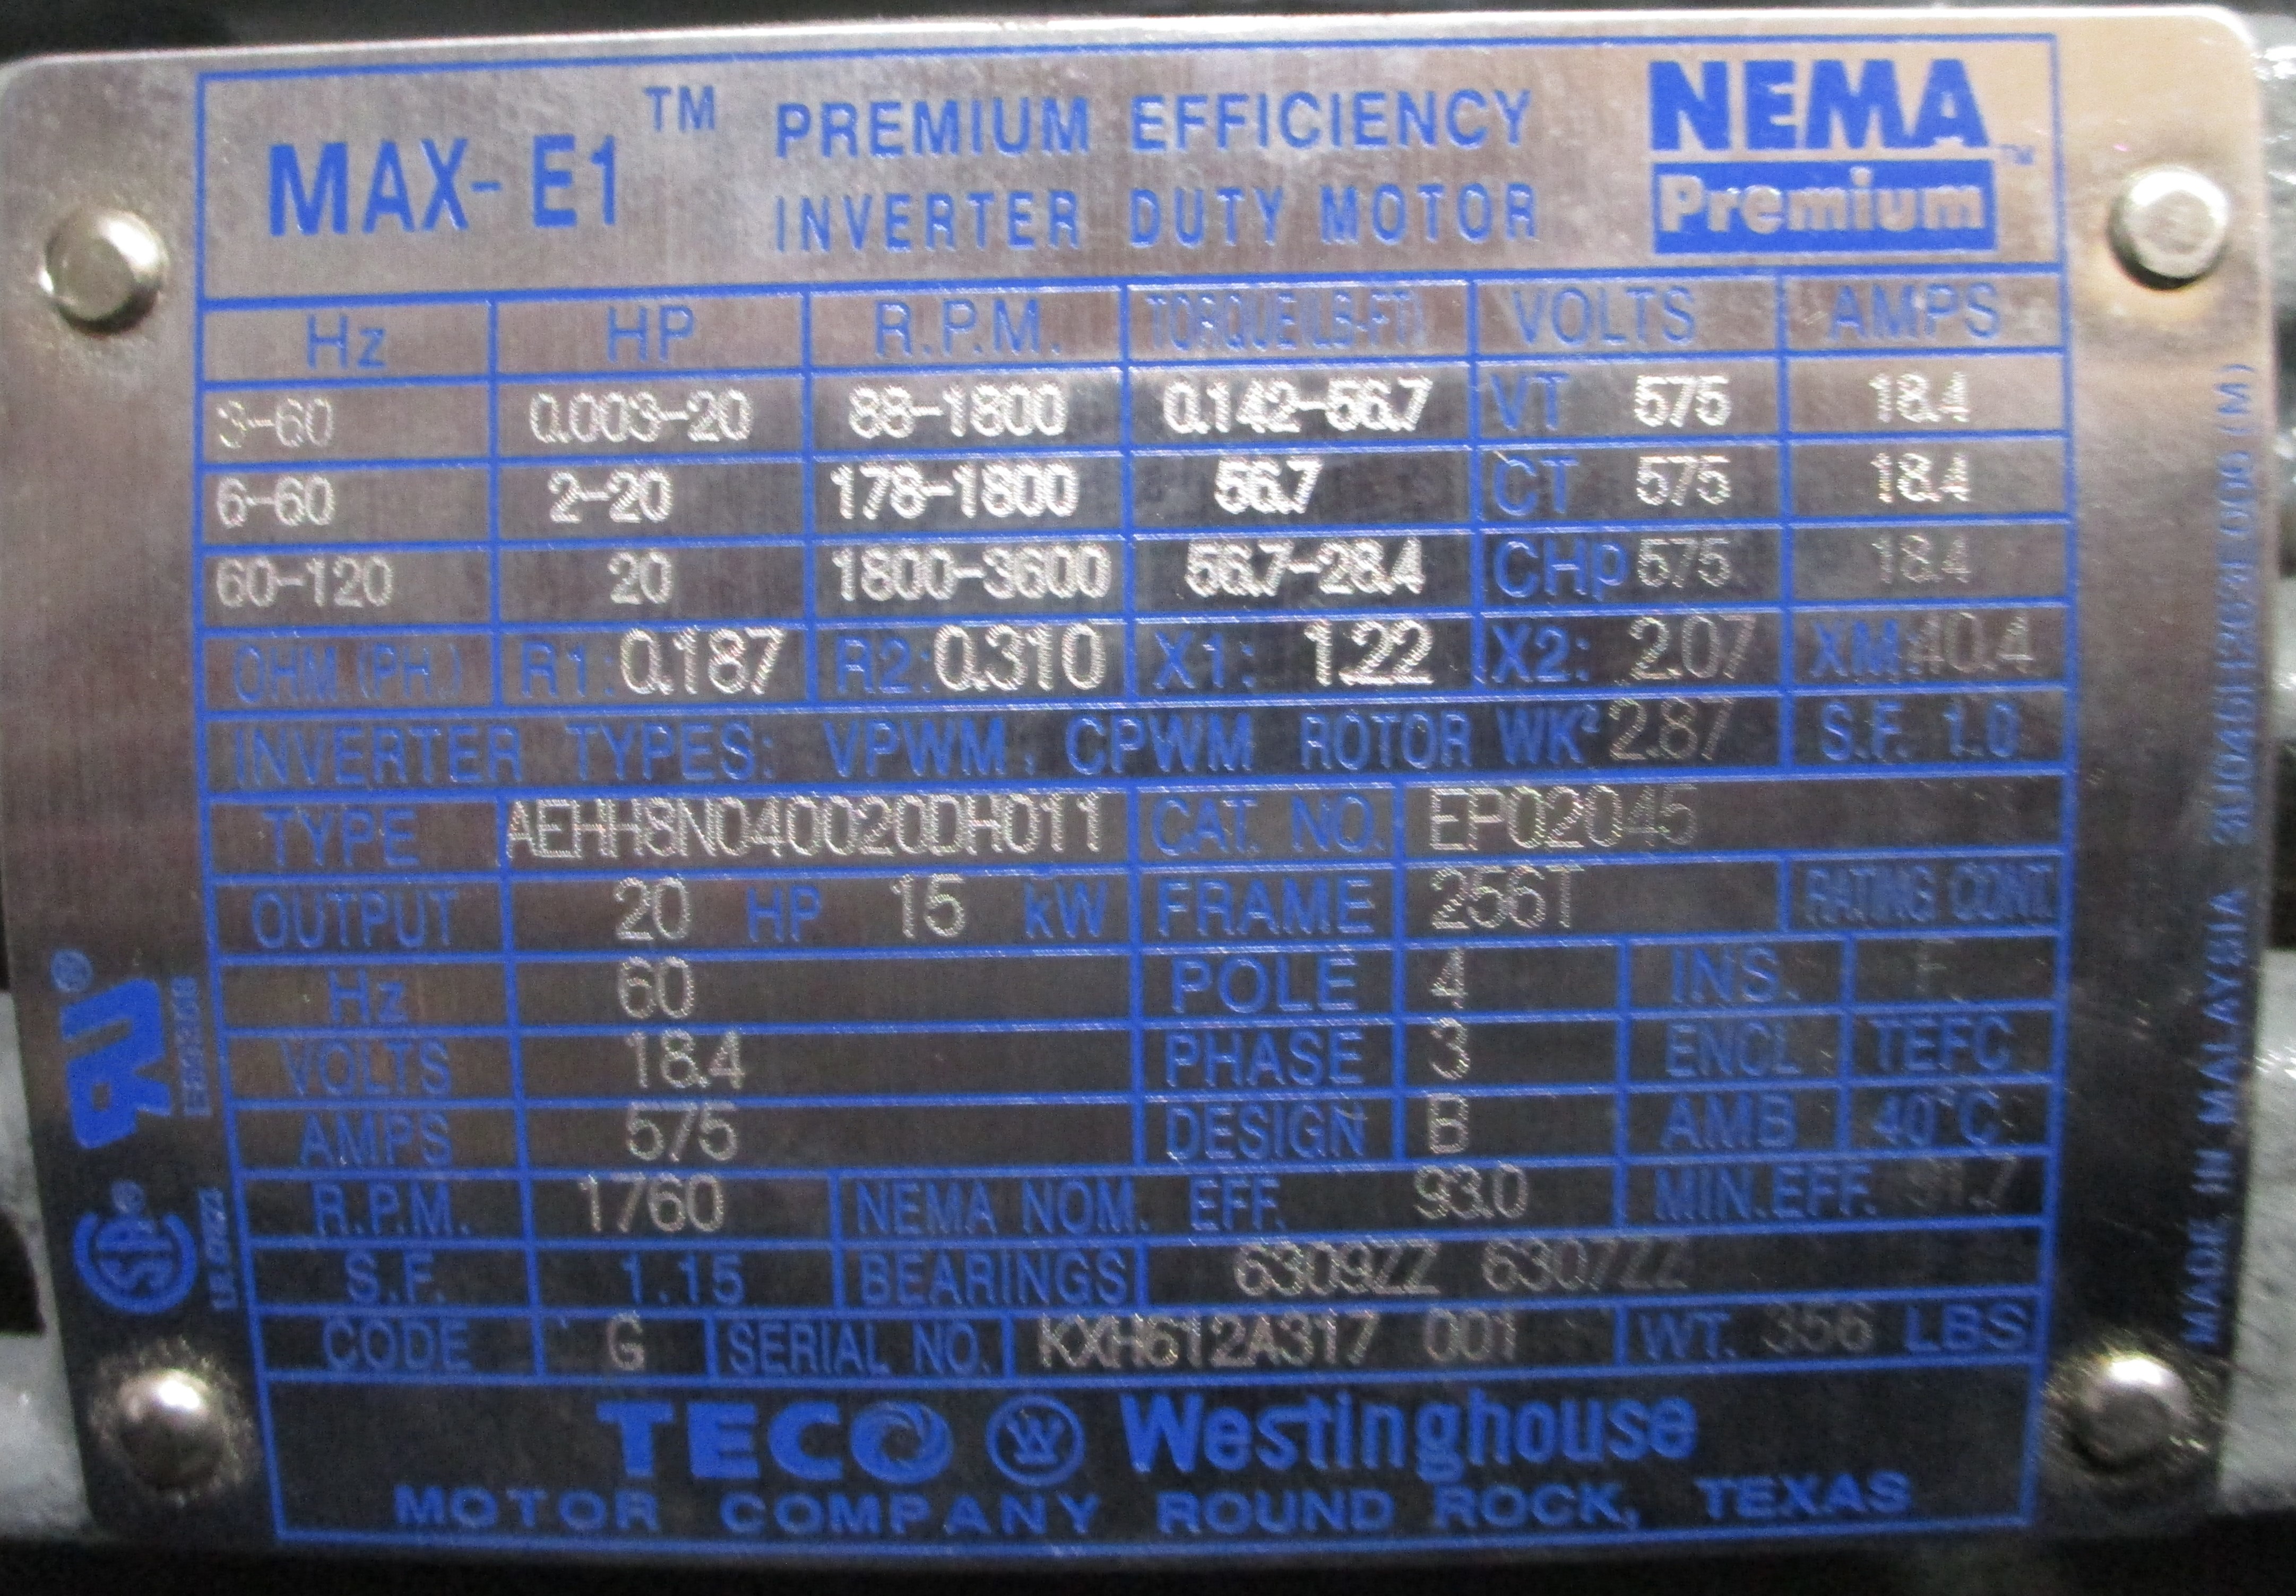 MAX-E1 ™ PREMIUM EFFICIENCY
INVERTER DUTY MOTOR
NEMA ™
Premium
Hz HP R.P.M. TORQUE(LB-FT) VOLTS AMPS
3-60 0.003-20 88-1800 0.142-56.7 VT 575 18.4
6-60 2-20 178-1800 56.7 CT 575 18.4
60-120 20 1800-3600 56.7-28.4 CHp 575 18.4
OHM.(PH.) R1: 0.187 R2: 0.310 X1: 1.22 X2: 2.07 XM: 40.4
INVERTER TYPES: VPWM, CPWM ROTOR WK² 2.87 S.F. 1.0
TYPE AEHH8N040020DH011 CAT. NO. EP02045
OUTPUT 20 HP 15 kW FRAME 256T RATING CONT.
Hz 60 POLE 4 INS. F
VOLTS 18.4 PHASE 3 ENCL TEFC
AMPS 575 DESIGN B AMB 40°C
R.P.M. 1760 NEMA NOM. EFF. 93.0 MIN.EFF. 91.7
S.F. 1.15 BEARINGS 6309ZZ 6307ZZ
CODE G SERIAL NO. KXH612A317 001 WT. 356 LBS
TECO W Westinghouse
MOTOR COMPANY ROUND ROCK, TEXAS
MADE IN MALAYSIA